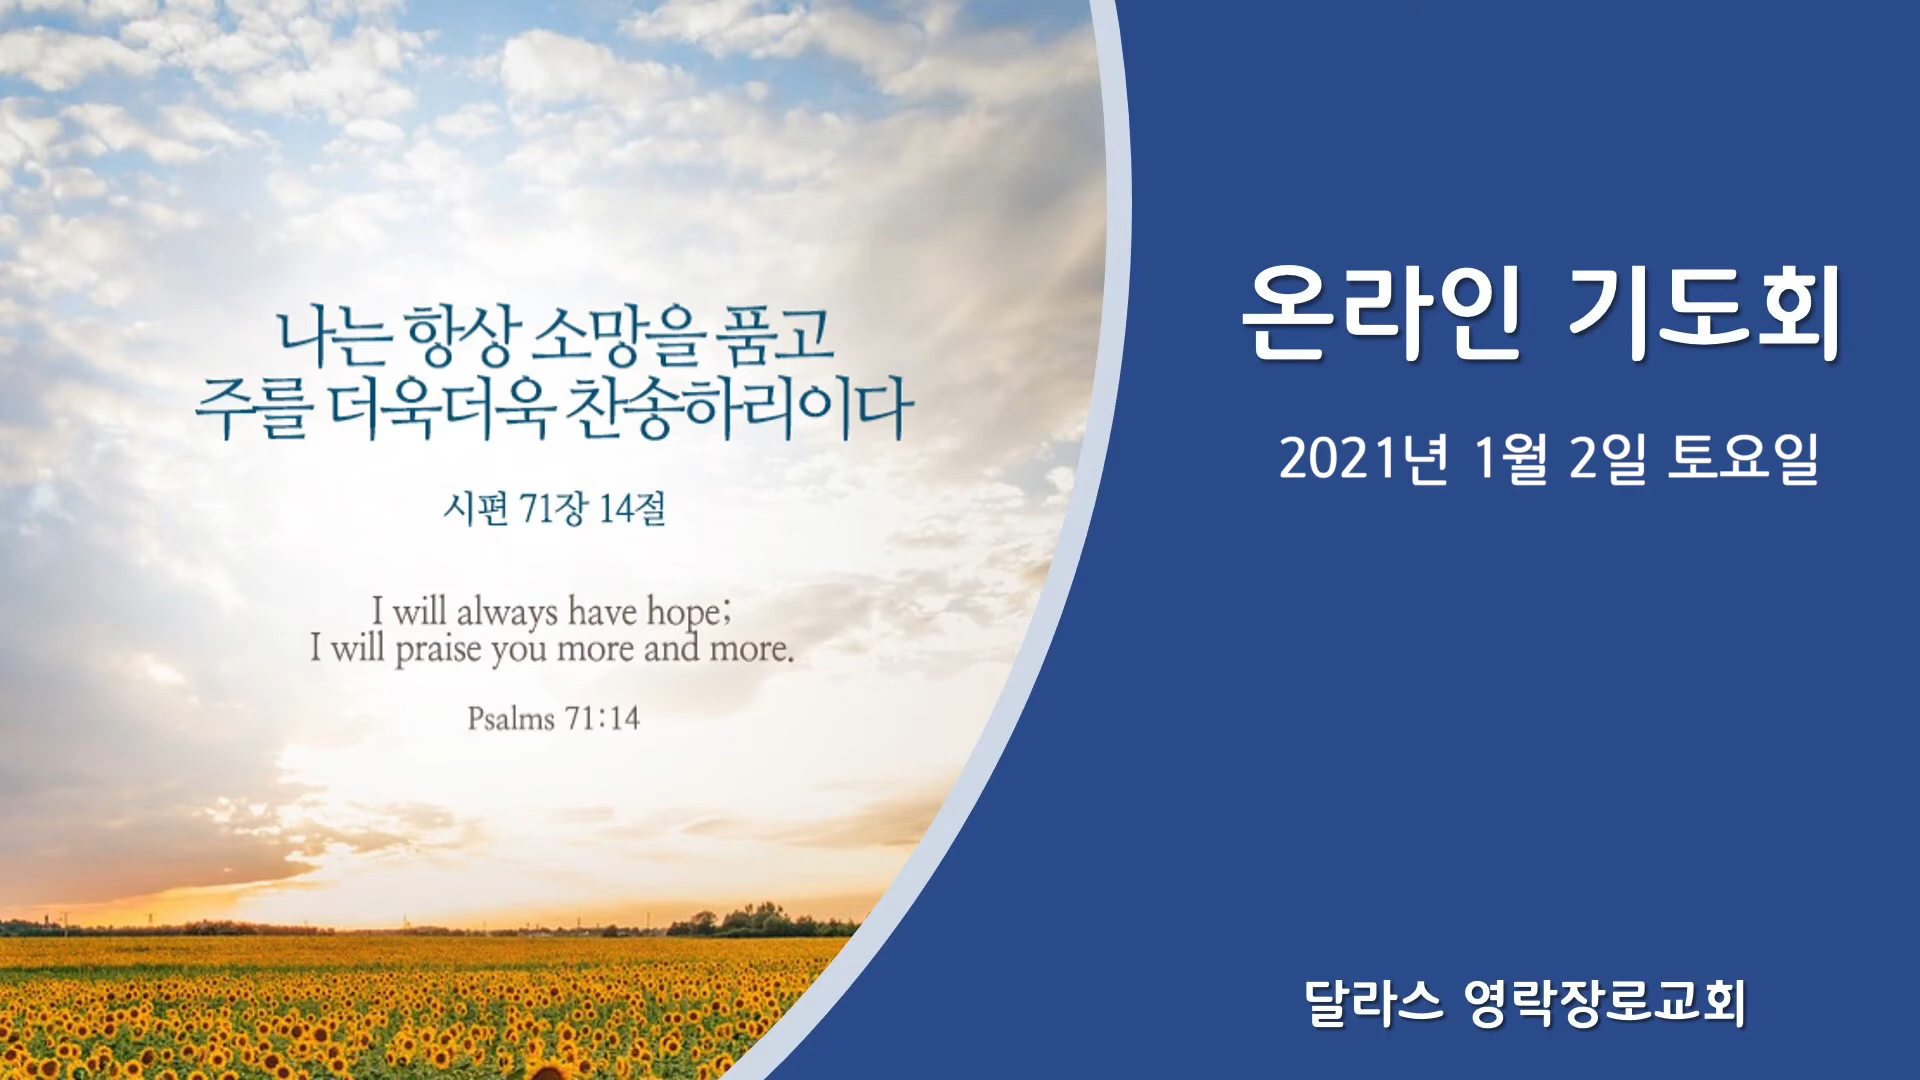 나는 항상 소망을 품고
주를 더욱더욱 찬송하리이다
시편 71장 14절
I will always have hope;
I will praise you more and more.
Psalms 71:14
온라인 기도회
2021년 1월 2일 토요일
달라스 영락장로교회